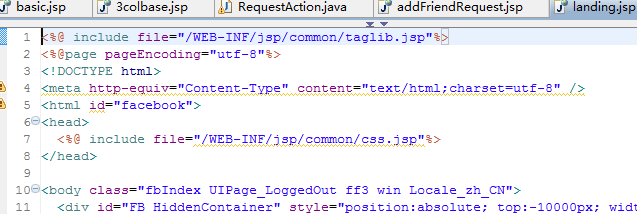 basic.jsp 3colbase.jsp RequestAction.java addFriendRequest.jsp landing.jsp
1 <%@ include file="/WEB-INF/jsp/common/taglib.jsp"%>
2 <%@page pageEncoding="utf-8"%>
3 <!DOCTYPE html>
4 <meta http-equiv="Content-Type" content="text/html;charset=utf-8" />
5 <html id="facebook">
6 <head>
7 <%@ include file="/WEB-INF/jsp/common/css.jsp"%>
8 </head>
9
10 <body class="fbIndex UIPage_LoggedOut ff3 win Locale_zh_CN">
11 <div id="FB_HiddenContainer" style="position:absolute; top:-10000px; widt